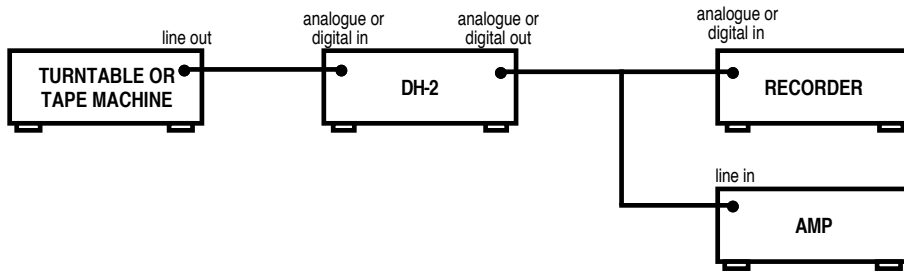 line out
analogue or
digital in
analogue or
digital out
analogue or
digital in
TURNTABLE OR
TAPE MACHINE
DH-2
RECORDER
line in
AMP